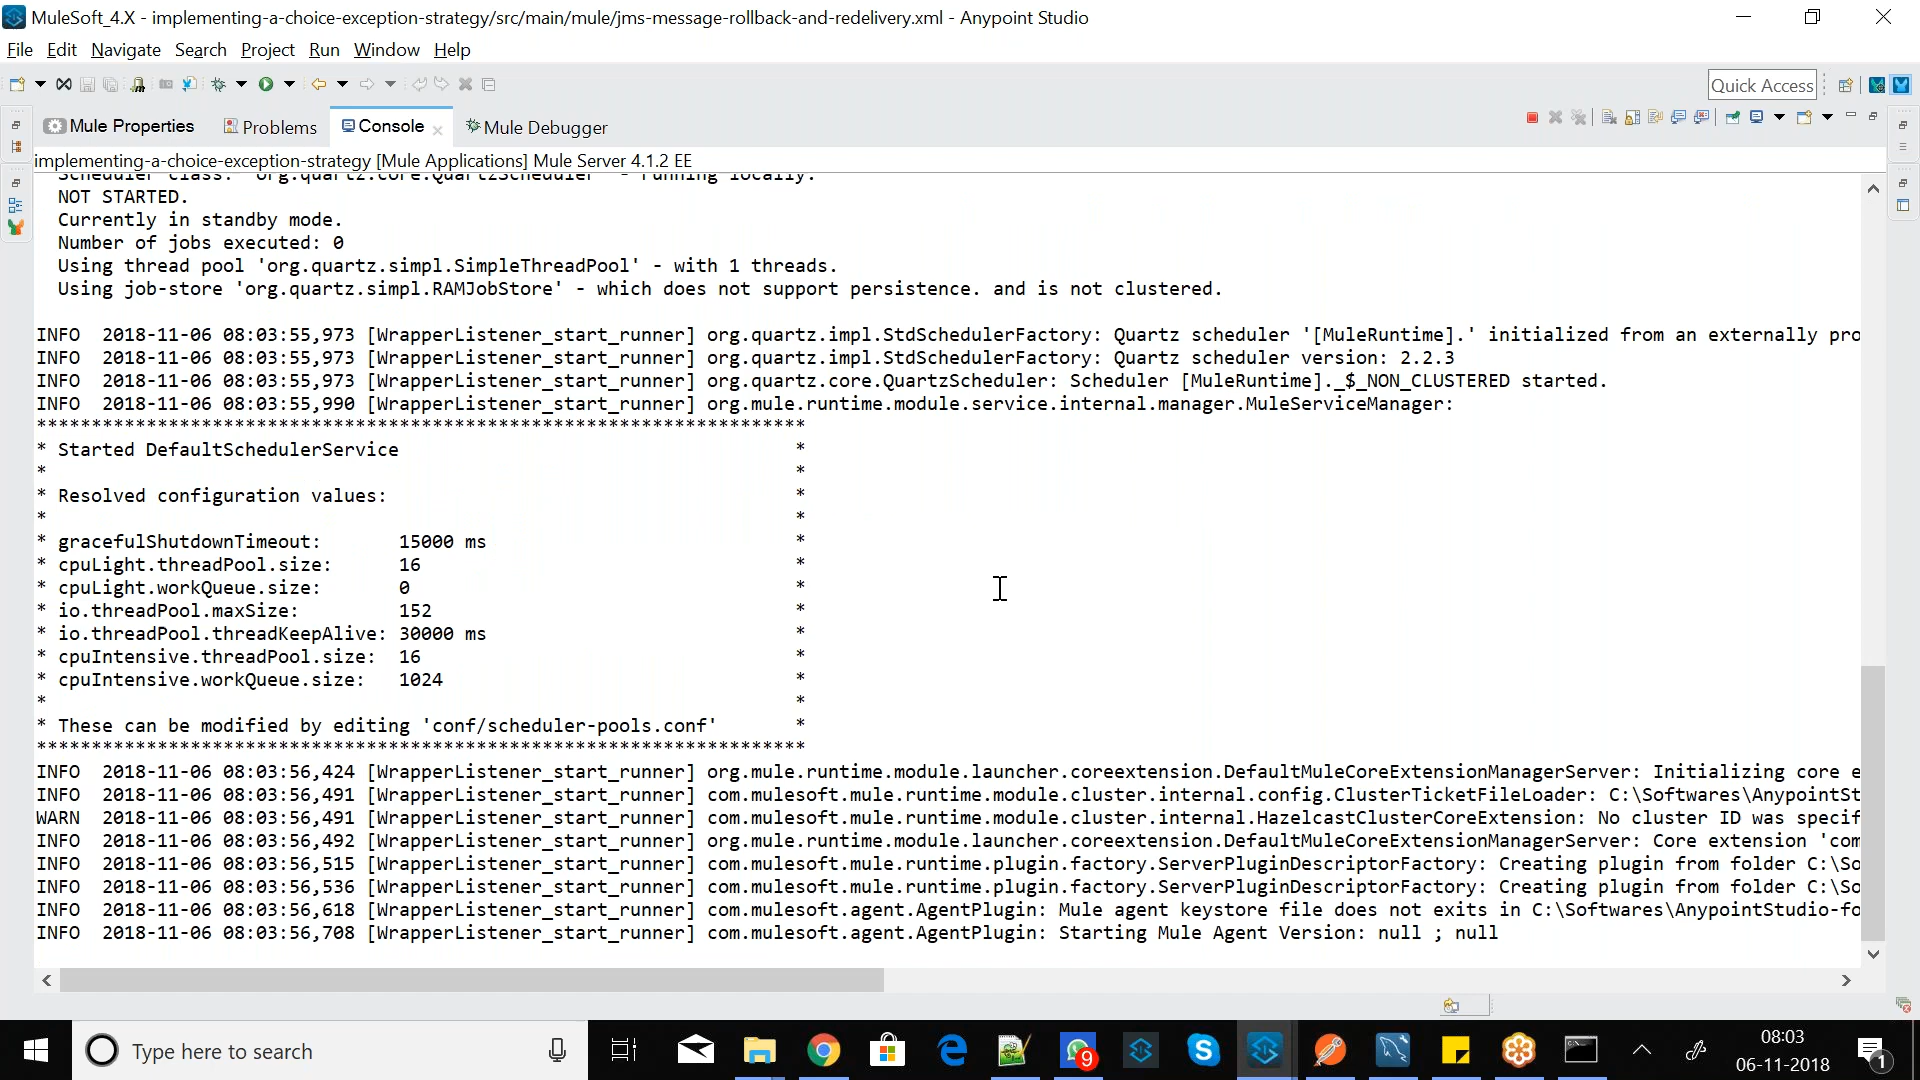 MuleSoft_4.X - implementing-a-choice-exception-strategy/src/main/mule/jms-message-rollback-and-redelivery.xml - Anypoint Studio
File Edit Navigate Search Project Run Window Help
Quick Access
Mule Properties Problems Console Mule Debugger
implementing-a-choice-exception-strategy [Mule Applications] Mule Server 4.1.2 EE
Scheduler class: 'org.quartz.core.QuartzScheduler' - running locally.
NOT STARTED.
Currently in standby mode.
Number of jobs executed: 0
Using thread pool 'org.quartz.simpl.SimpleThreadPool' - with 1 threads.
Using job-store 'org.quartz.simpl.RAMJobStore' - which does not support persistence. and is not clustered.
INFO 2018-11-06 08:03:55,973 [WrapperListener_start_runner] org.quartz.impl.StdSchedulerFactory: Quartz scheduler '[MuleRuntime].' initialized from an externally pro
INFO 2018-11-06 08:03:55,973 [WrapperListener_start_runner] org.quartz.impl.StdSchedulerFactory: Quartz scheduler version: 2.2.3
INFO 2018-11-06 08:03:55,973 [WrapperListener_start_runner] org.quartz.core.QuartzScheduler: Scheduler [MuleRuntime]._$_NON_CLUSTERED started.
INFO 2018-11-06 08:03:55,990 [WrapperListener_start_runner] org.mule.runtime.module.service.internal.manager.MuleServiceManager:
**********************************************************************
* Started DefaultSchedulerService *
* *
* Resolved configuration values: *
* *
* gracefulShutdownTimeout: 15000 ms *
* cpuLight.threadPool.size: 16 *
* cpuLight.workQueue.size: 0 *
* io.threadPool.maxSize: 152 *
* io.threadPool.threadKeepAlive: 30000 ms *
* cpuIntensive.threadPool.size: 16 *
* cpuIntensive.workQueue.size: 1024 *
* *
* These can be modified by editing 'conf/scheduler-pools.conf' *
**********************************************************************
INFO 2018-11-06 08:03:56,424 [WrapperListener_start_runner] org.mule.runtime.module.launcher.coreextension.DefaultMuleCoreExtensionManagerServer: Initializing core e
INFO 2018-11-06 08:03:56,491 [WrapperListener_start_runner] com.mulesoft.mule.runtime.module.cluster.internal.config.ClusterTicketFileLoader: C:\Softwares\AnypointSt
WARN 2018-11-06 08:03:56,491 [WrapperListener_start_runner] com.mulesoft.mule.runtime.module.cluster.internal.HazelcastClusterCoreExtension: No cluster ID was specif
INFO 2018-11-06 08:03:56,492 [WrapperListener_start_runner] org.mule.runtime.module.launcher.coreextension.DefaultMuleCoreExtensionManagerServer: Core extension 'com
INFO 2018-11-06 08:03:56,515 [WrapperListener_start_runner] com.mulesoft.mule.runtime.plugin.factory.ServerPluginDescriptorFactory: Creating plugin from folder C:\So
INFO 2018-11-06 08:03:56,536 [WrapperListener_start_runner] com.mulesoft.mule.runtime.plugin.factory.ServerPluginDescriptorFactory: Creating plugin from folder C:\So
INFO 2018-11-06 08:03:56,618 [WrapperListener_start_runner] com.mulesoft.agent.AgentPlugin: Mule agent keystore file does not exits in C:\Softwares\AnypointStudio-fo
INFO 2018-11-06 08:03:56,708 [WrapperListener_start_runner] com.mulesoft.agent.AgentPlugin: Starting Mule Agent Version: null ; null
Type here to search
9
08:03
06-11-2018
1